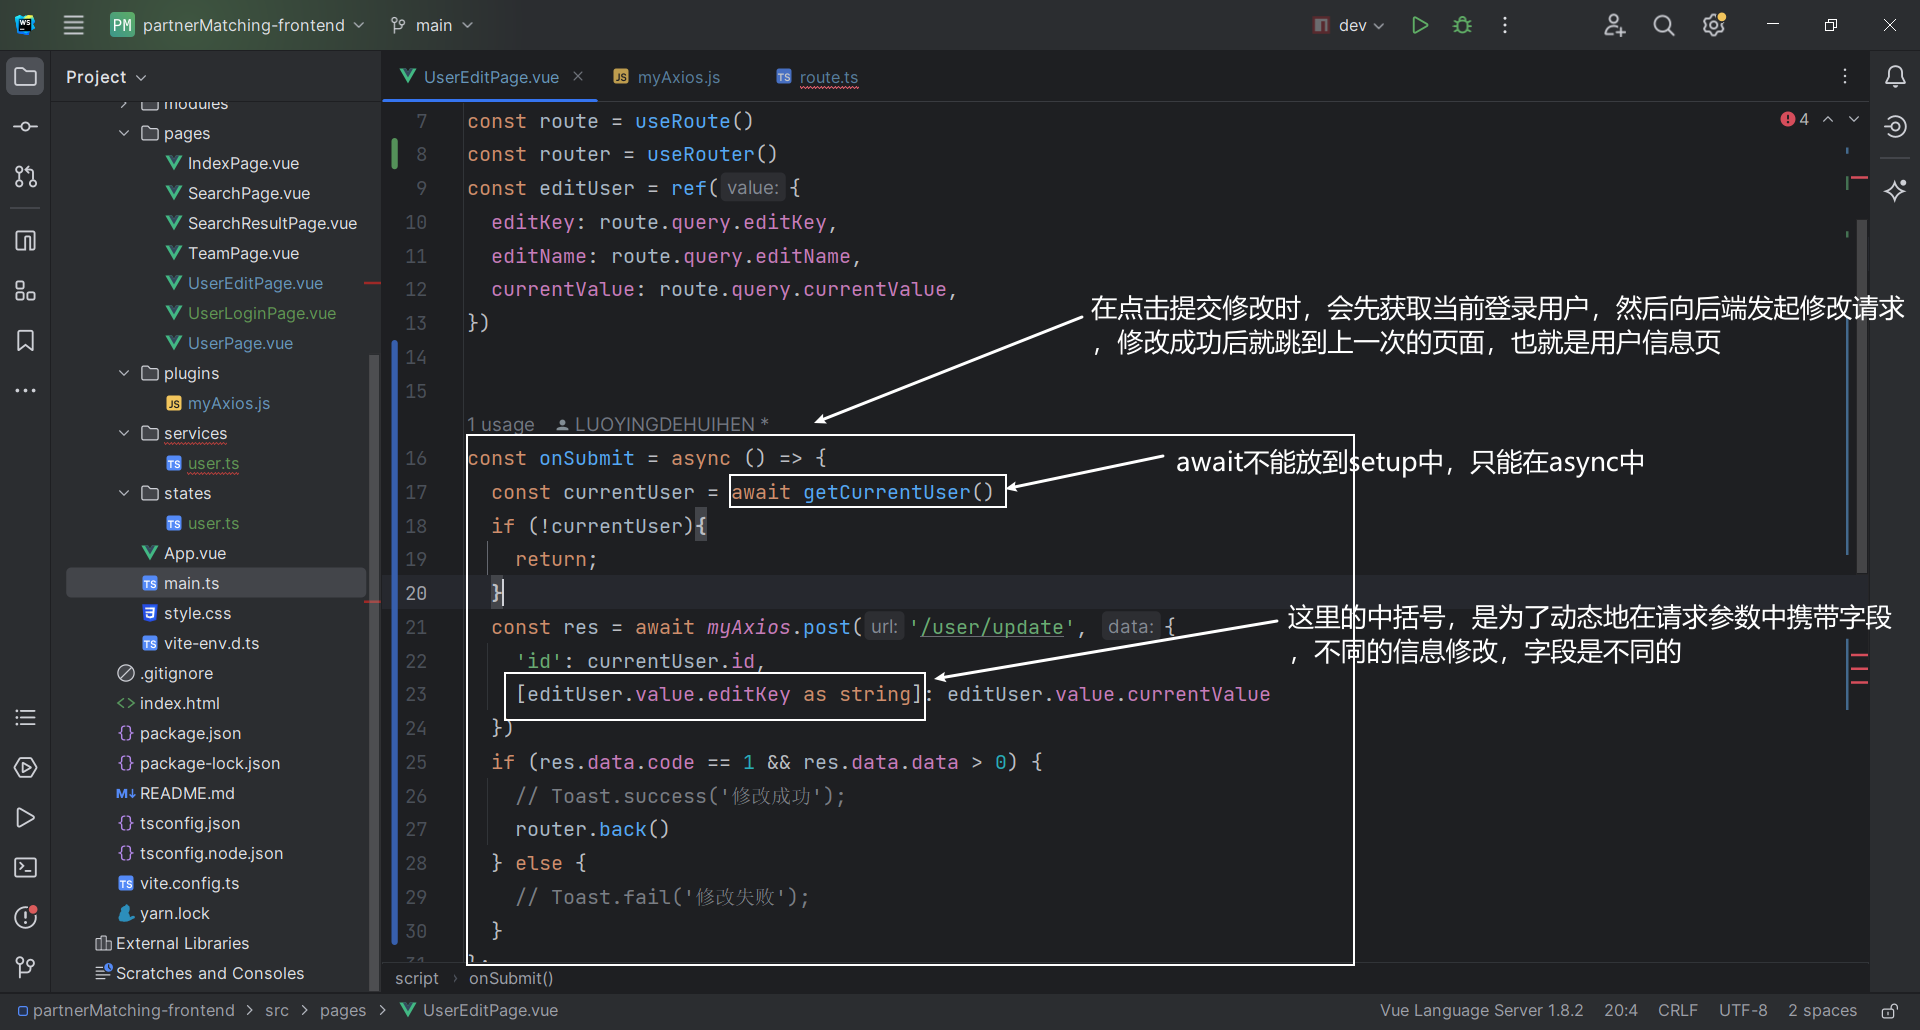 PM partnerMatching-frontend
main
dev
Project
UserEditPage.vue
JS myAxios.js
TS route.ts
modules
pages
IndexPage.vue
SearchPage.vue
SearchResultPage.vue
TeamPage.vue
UserEditPage.vue
UserLoginPage.vue
UserPage.vue
plugins
JS myAxios.js
services
TS user.ts
states
TS user.ts
App.vue
TS main.ts
style.css
TS vite-env.d.ts
.gitignore
<> index.html
{} package.json
{} package-lock.json
M↓ README.md
{} tsconfig.json
{} tsconfig.node.json
TS vite.config.ts
yarn.lock
External Libraries
Scratches and Consoles
4
7 const route = useRoute()
8 const router = useRouter()
9 const editUser = ref( value: {
10 editKey: route.query.editKey,
11 editName: route.query.editName,
12 currentValue: route.query.currentValue,
13 })
14
15
1 usage LUOYINGDEHUIHEN *
16 const onSubmit = async () => {
17 const currentUser = await getCurrentUser()
18 if (!currentUser){
19 return;
20 }
21 const res = await myAxios.post( url: '/user/update', data: {
22 'id': currentUser.id,
23 [editUser.value.editKey as string]: editUser.value.currentValue
24 })
25 if (res.data.code == 1 && res.data.data > 0) {
26 // Toast.success('修改成功');
27 router.back()
28 } else {
29 // Toast.fail('修改失败');
30 }
31 };
在点击提交修改时，会先获取当前登录用户，然后向后端发起修改请求
，修改成功后就跳到上一次的页面，也就是用户信息页
await不能放到setup中，只能在async中
这里的中括号，是为了动态地在请求参数中携带字段
，不同的信息修改，字段是不同的
script › onSubmit()
partnerMatching-frontend > src > pages > UserEditPage.vue
Vue Language Server 1.8.2 20:4 CRLF UTF-8 2 spaces